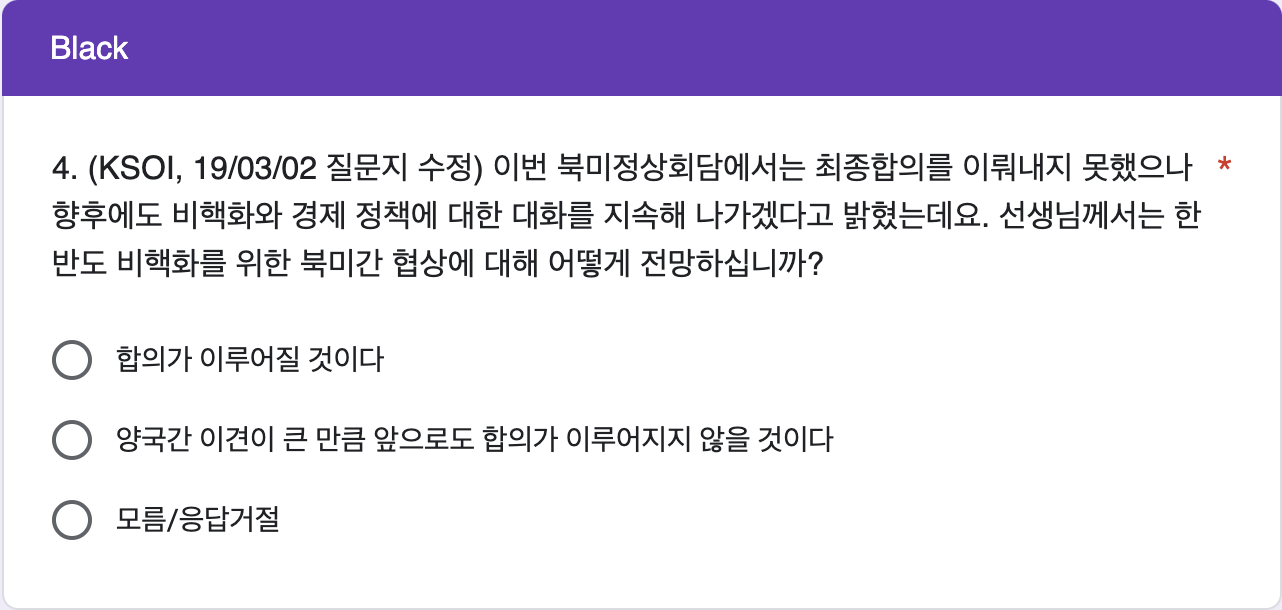 Black
4. (KSOI, 19/03/02 질문지 수정) 이번 북미정상회담에서는 최종합의를 이뤄내지 못했으나 *
향후에도 비핵화와 경제 정책에 대한 대화를 지속해 나가겠다고 밝혔는데요. 선생님께서는 한
반도 비핵화를 위한 북미간 협상에 대해 어떻게 전망하십니까?
합의가 이루어질 것이다
양국간 이견이 큰 만큼 앞으로도 합의가 이루어지지 않을 것이다
모름/응답거절